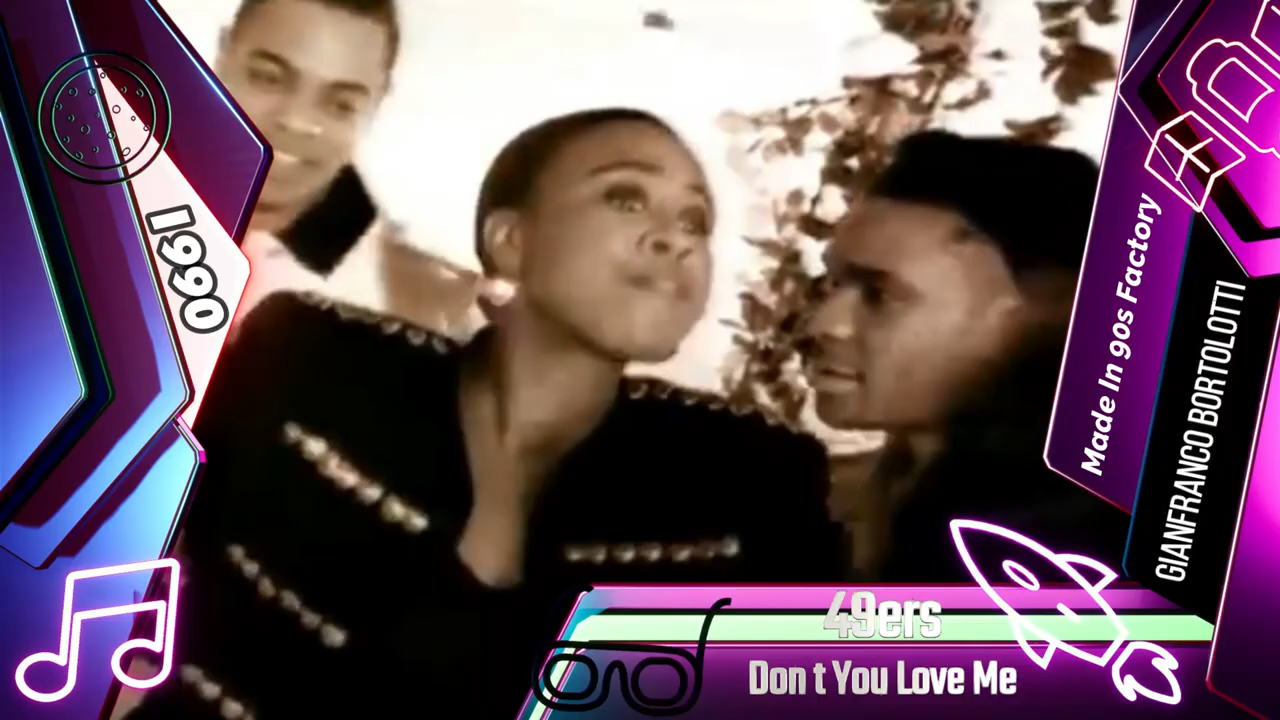 1990
Made In 90s Factory
GIANFRANCO BORTOLOTTI
49ers
Don t You Love Me